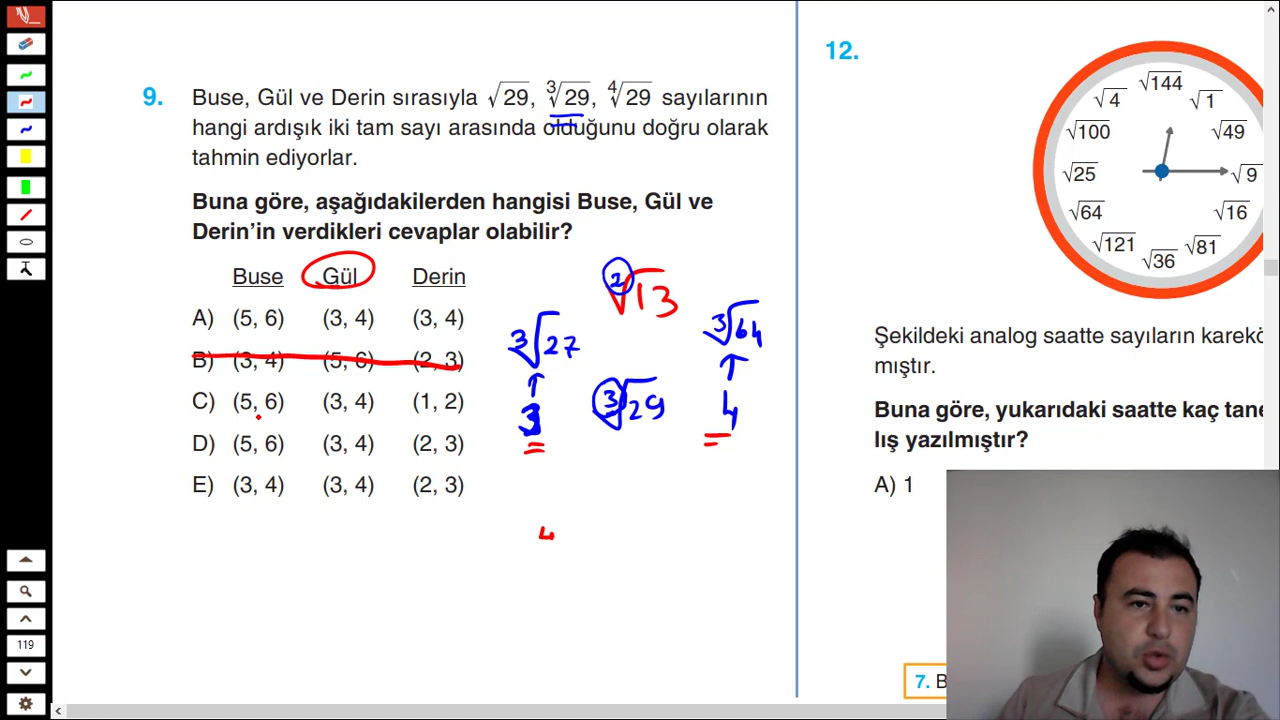 9. Buse, Gül ve Derin sırasıyla √29, ∛29, ∜29 sayılarının
hangi ardışık iki tam sayı arasında olduğunu doğru olarak
tahmin ediyorlar.
Buna göre, aşağıdakilerden hangisi Buse, Gül ve
Derin'in verdikleri cevaplar olabilir?
Buse Gül Derin
A) (5, 6) (3, 4) (3, 4)
B) (3, 4) (5, 6) (2, 3)
C) (5, 6) (3, 4) (1, 2)
D) (5, 6) (3, 4) (2, 3)
E) (3, 4) (3, 4) (2, 3)
²√13
∛27
∛64
∛29
3
4
4
12.
√144
√1
√49
√9
√16
√81
√36
√121
√64
√25
√100
√4
Şekildeki analog saatte sayıların karekö
mıştır.
Buna göre, yukarıdaki saatte kaç tane
lış yazılmıştır?
A) 1
7. B
119